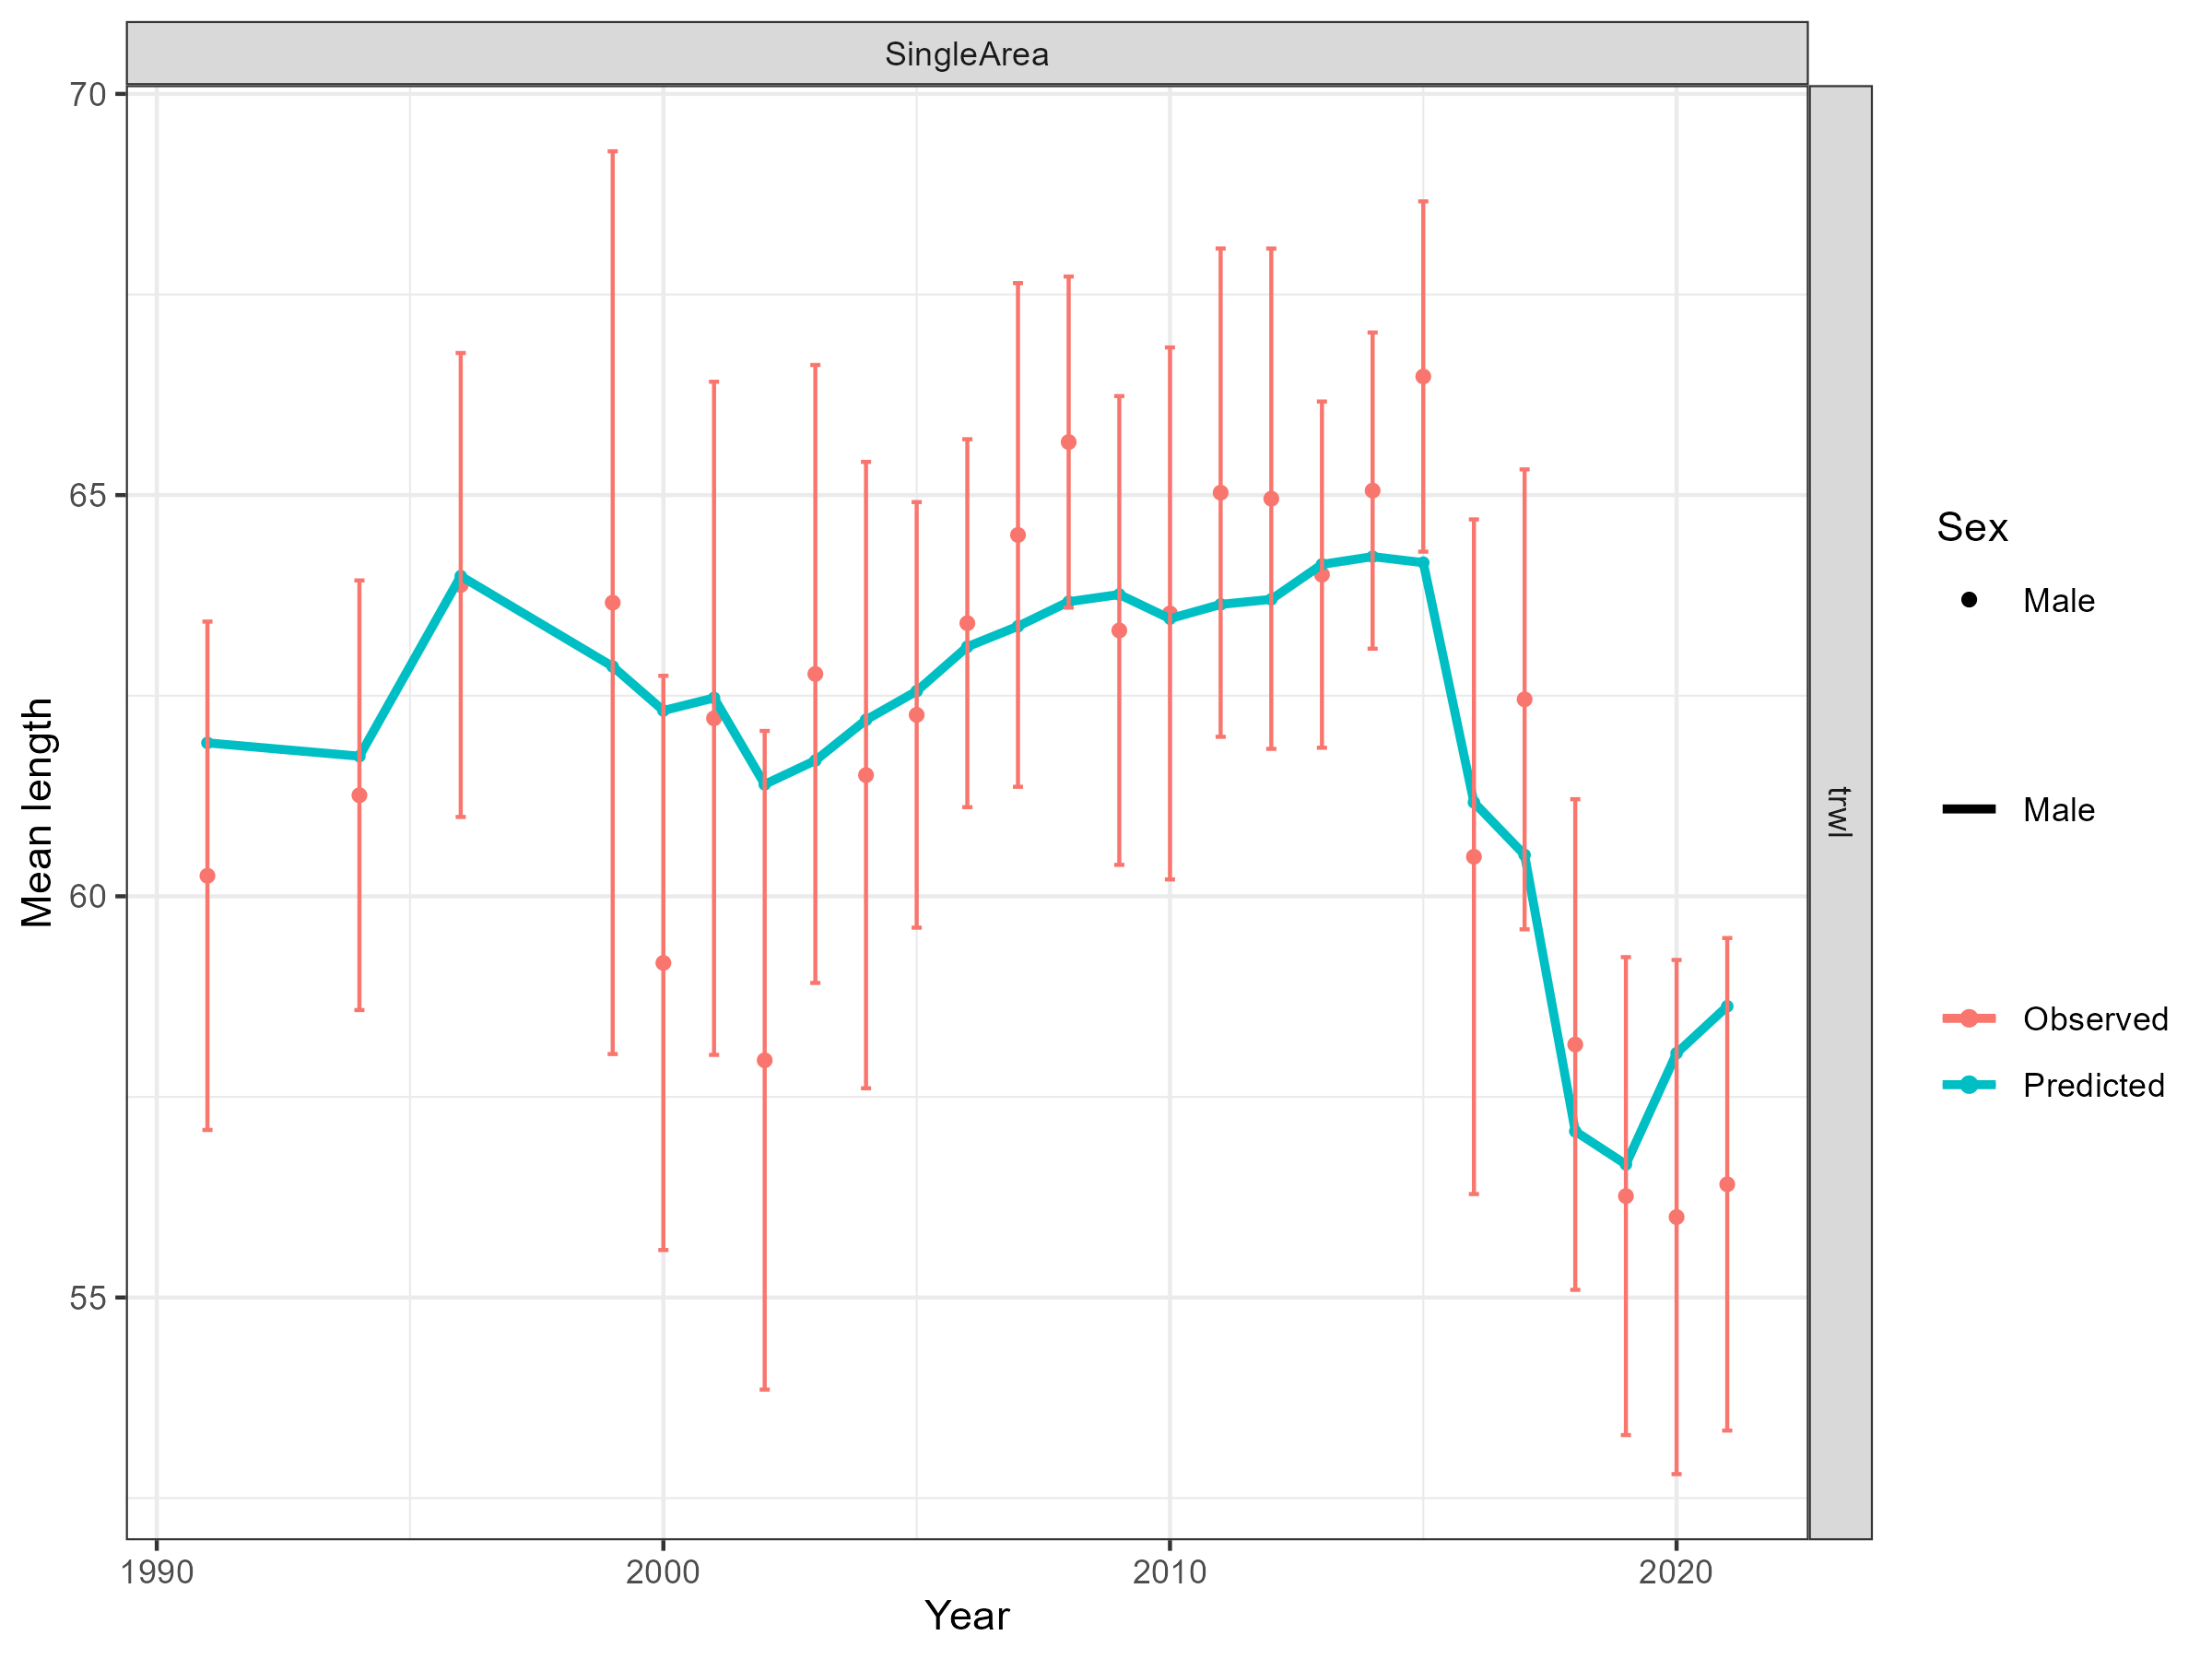 SingleArea
70
65
60
55
Mean length
trwl
1990
2000
2010
2020
Year
Sex
Male
Male
Observed
Predicted